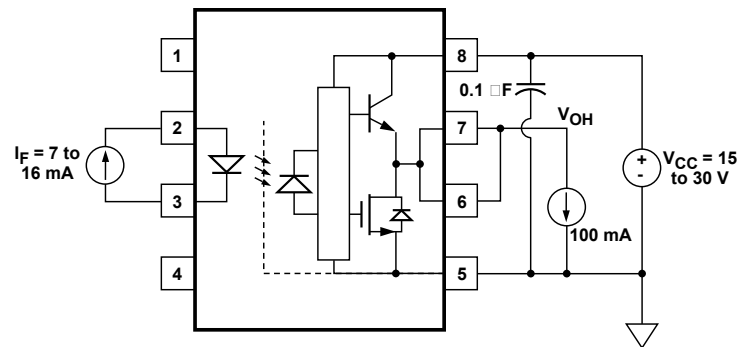 1
8
0.1 □F
2
7
V_OH
I_F = 7 to
16 mA
V_CC = 15
to 30 V
+
-
3
6
100 mA
4
5